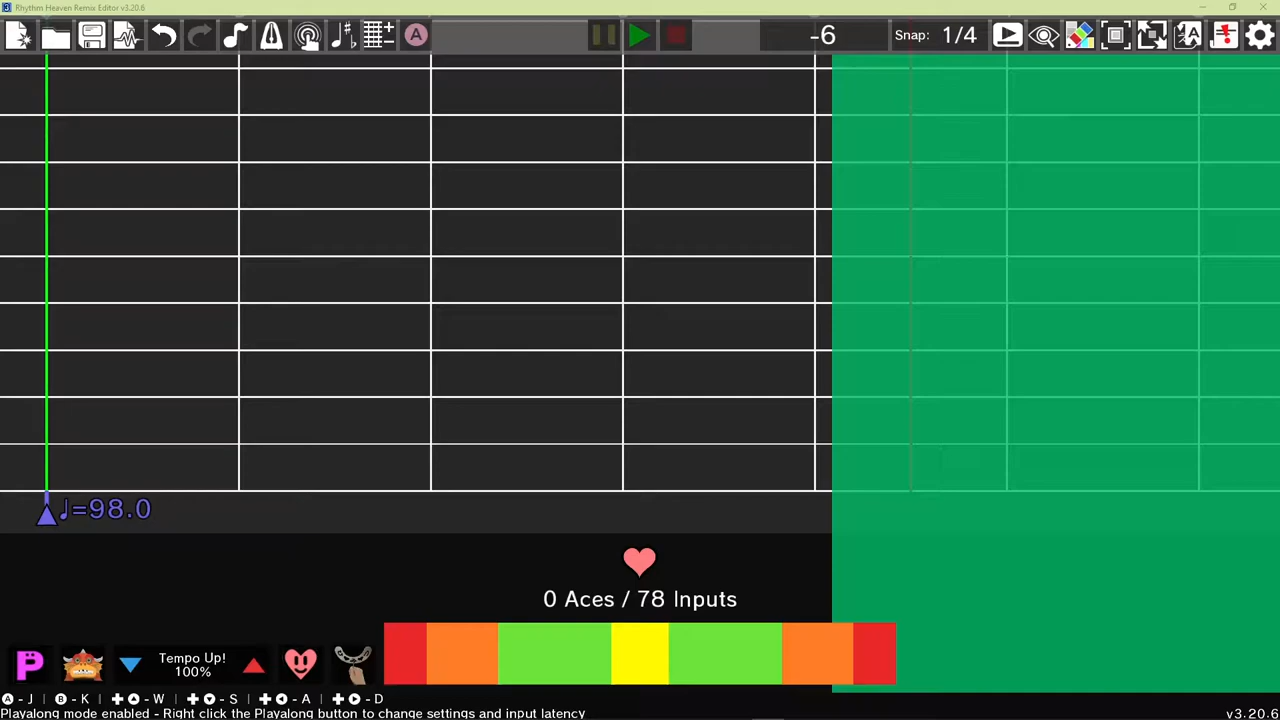 Rhythm Heaven Remix Editor v3.20.6
A
-6
Snap: 1/4
A
♩=98.0
0 Aces / 78 Inputs
P
Tempo Up!
100%
A - J B - K - W - S - A - D
Playalong mode enabled - Right click the Playalong button to change settings and input latency
v3.20.6